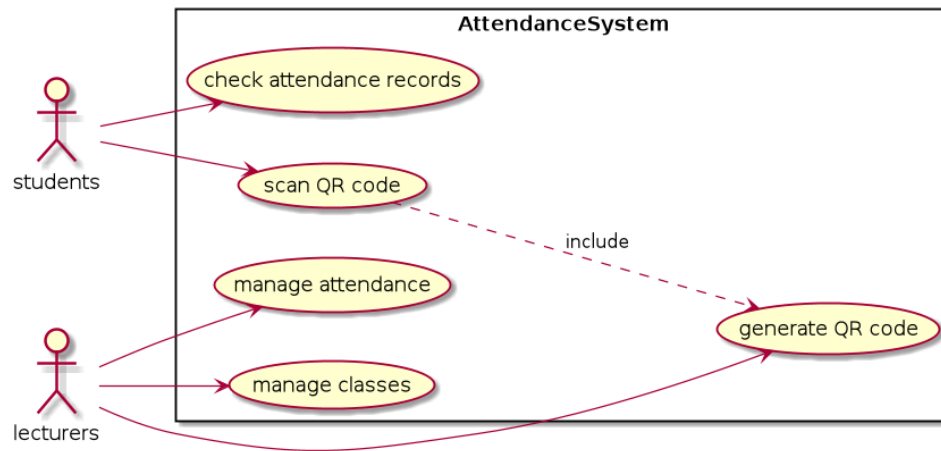 AttendanceSystem
check attendance records
students
scan QR code
include
manage attendance
generate QR code
manage classes
lecturers